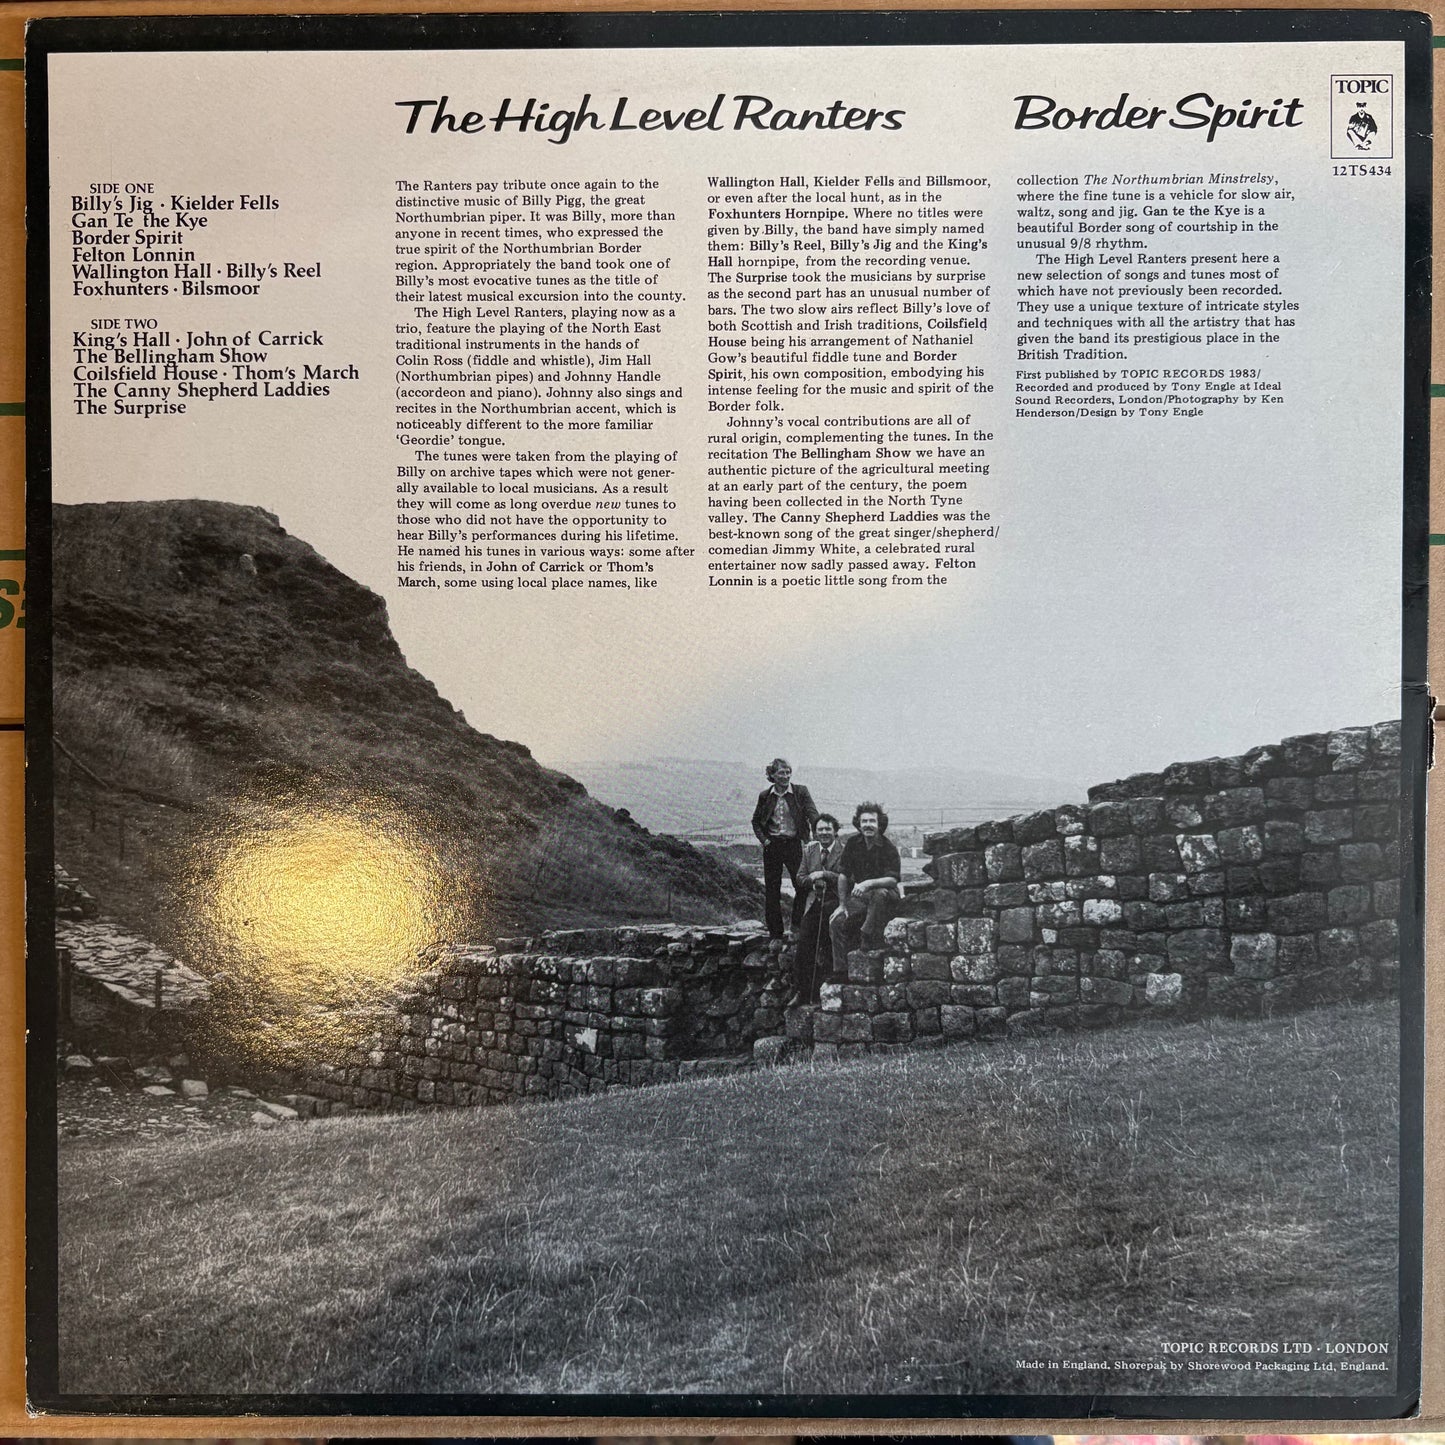 The High Level Ranters
Border Spirit
TOPIC
12TS434
SIDE ONE
Billy's Jig · Kielder Fells
Gan Te the Kye
Border Spirit
Felton Lonnin
Wallington Hall · Billy's Reel
Foxhunters · Bilsmoor
SIDE TWO
King's Hall · John of Carrick
The Bellingham Show
Coilsfield House · Thom's March
The Canny Shepherd Laddies
The Surprise
The Ranters pay tribute once again to the
distinctive music of Billy Pigg, the great
Northumbrian piper. It was Billy, more than
anyone in recent times, who expressed the
true spirit of the Northumbrian Border
region. Appropriately the band took one of
Billy's most evocative tunes as the title of
their latest musical excursion into the county.
The High Level Ranters, playing now as a
trio, feature the playing of the North East
traditional instruments in the hands of
Colin Ross (fiddle and whistle), Jim Hall
(Northumbrian pipes) and Johnny Handle
(accordeon and piano). Johnny also sings and
recites in the Northumbrian accent, which is
noticeably different to the more familiar
'Geordie' tongue.
The tunes were taken from the playing of
Billy on archive tapes which were not gener-
ally available to local musicians. As a result
they will come as long overdue new tunes to
those who did not have the opportunity to
hear Billy's performances during his lifetime.
He named his tunes in various ways: some after
his friends, in John of Carrick or Thom's
March, some using local place names, like
Wallington Hall, Kielder Fells and Billsmoor,
or even after the local hunt, as in the
Foxhunters Hornpipe. Where no titles were
given by Billy, the band have simply named
them: Billy's Reel, Billy's Jig and the King's
Hall hornpipe, from the recording venue.
The Surprise took the musicians by surprise
as the second part has an unusual number of
bars. The two slow airs reflect Billy's love of
both Scottish and Irish traditions, Coilsfield
House being his arrangement of Nathaniel
Gow's beautiful fiddle tune and Border
Spirit, his own composition, embodying his
intense feeling for the music and spirit of the
Border folk.
Johnny's vocal contributions are all of
rural origin, complementing the tunes. In the
recitation The Bellingham Show we have an
authentic picture of the agricultural meeting
at an early part of the century, the poem
having been collected in the North Tyne
valley. The Canny Shepherd Laddies was the
best-known song of the great singer/shepherd/
comedian Jimmy White, a celebrated rural
entertainer now sadly passed away. Felton
Lonnin is a poetic little song from the
collection The Northumbrian Minstrelsy,
where the fine tune is a vehicle for slow air,
waltz, song and jig. Gan te the Kye is a
beautiful Border song of courtship in the
unusual 9/8 rhythm.
The High Level Ranters present here a
new selection of songs and tunes most of
which have not previously been recorded.
They use a unique texture of intricate styles
and techniques with all the artistry that has
given the band its prestigious place in the
British Tradition.
First published by TOPIC RECORDS 1983/
Recorded and produced by Tony Engle at Ideal
Sound Recorders, London/Photography by Ken
Henderson/Design by Tony Engle
TOPIC RECORDS LTD · LONDON
Made in England. Shorepak by Shorewood Packaging Ltd, England.